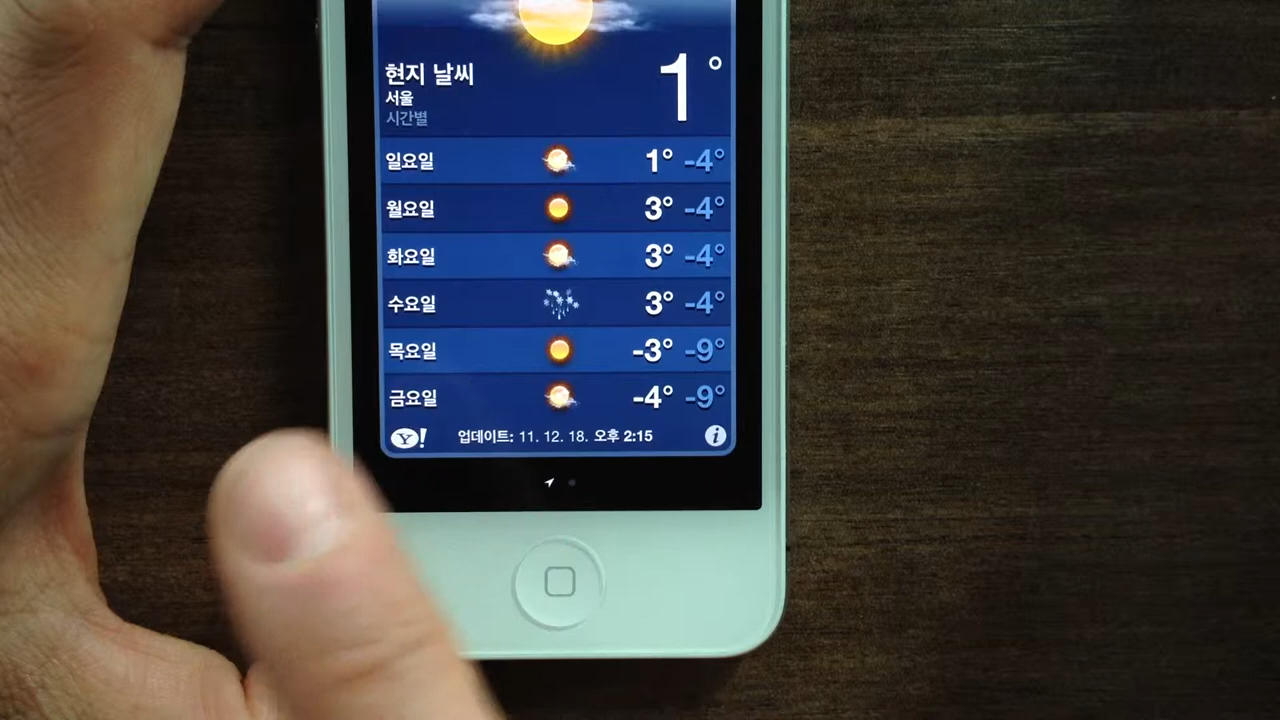 현지 날씨
서울
시간별
1°
일요일 1° -4°
월요일 3° -4°
화요일 3° -4°
수요일 3° -4°
목요일 -3° -9°
금요일 -4° -9°
Y! 업데이트: 11. 12. 18. 오후 2:15 i